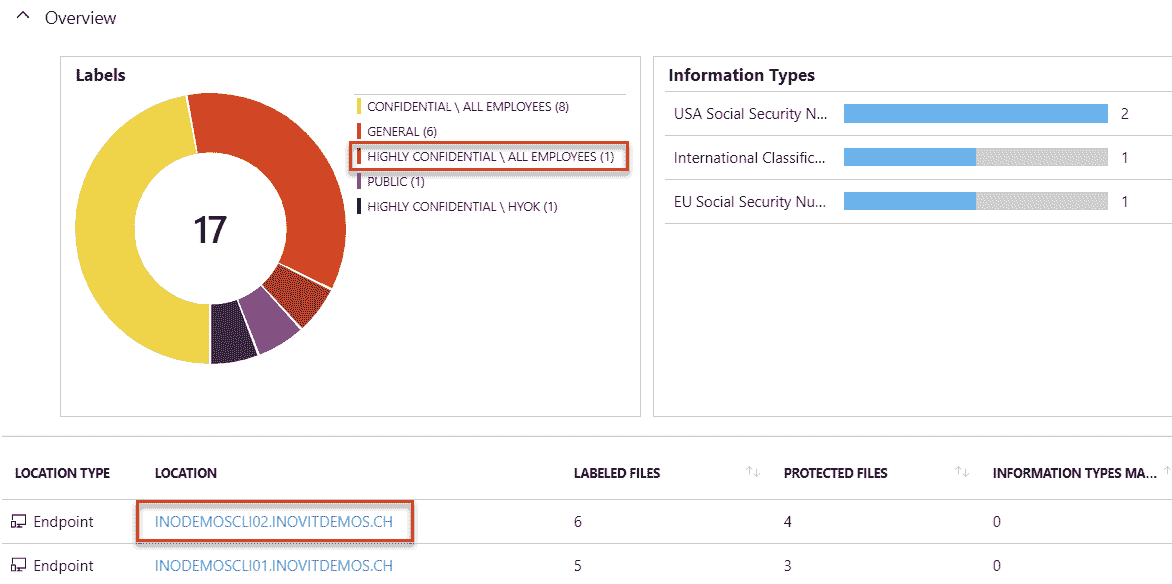 Overview
Labels
17
CONFIDENTIAL \ ALL EMPLOYEES (8)
GENERAL (6)
HIGHLY CONFIDENTIAL \ ALL EMPLOYEES (1)
PUBLIC (1)
HIGHLY CONFIDENTIAL \ HYOK (1)
Information Types
USA Social Security N... 2
International Classific... 1
EU Social Security Nu... 1
LOCATION TYPE LOCATION LABELED FILES PROTECTED FILES INFORMATION TYPES MA...
Endpoint INODEMOSCLI02.INOVITDEMOS.CH 6 4 0
Endpoint INODEMOSCLI01.INOVITDEMOS.CH 5 3 0